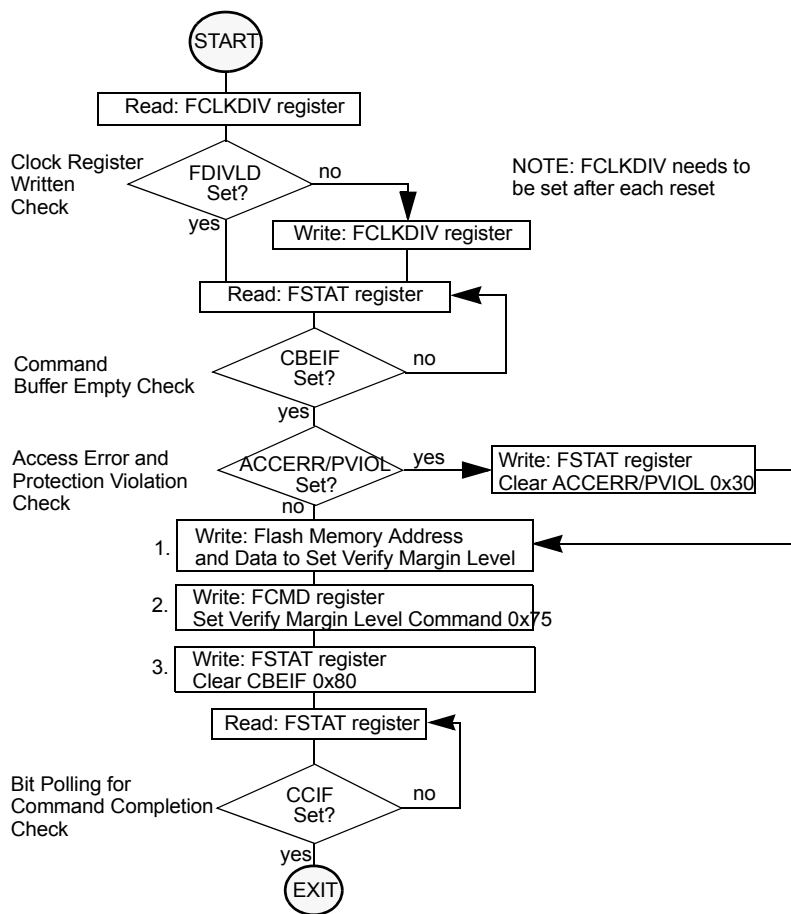 START
Read: FCLKDIV register
Clock Register
Written
Check
FDIVLD
Set?
no
yes
NOTE: FCLKDIV needs to
be set after each reset
Write: FCLKDIV register
Read: FSTAT register
Command
Buffer Empty Check
CBEIF
Set?
no
yes
Access Error and
Protection Violation
Check
ACCERR/PVIOL
Set?
yes
no
Write: FSTAT register
Clear ACCERR/PVIOL 0x30
1.
Write: Flash Memory Address
and Data to Set Verify Margin Level
2.
Write: FCMD register
Set Verify Margin Level Command 0x75
3.
Write: FSTAT register
Clear CBEIF 0x80
Read: FSTAT register
Bit Polling for
Command Completion
Check
CCIF
Set?
no
yes
EXIT